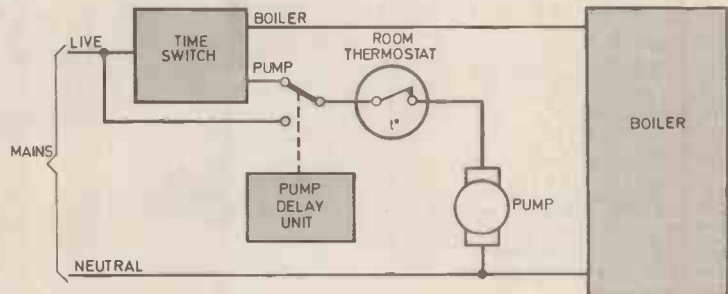 BOILER
LIVE
TIME
SWITCH
ROOM
THERMOSTAT
PUMP
t°
BOILER
MAINS
PUMP
DELAY
UNIT
PUMP
NEUTRAL